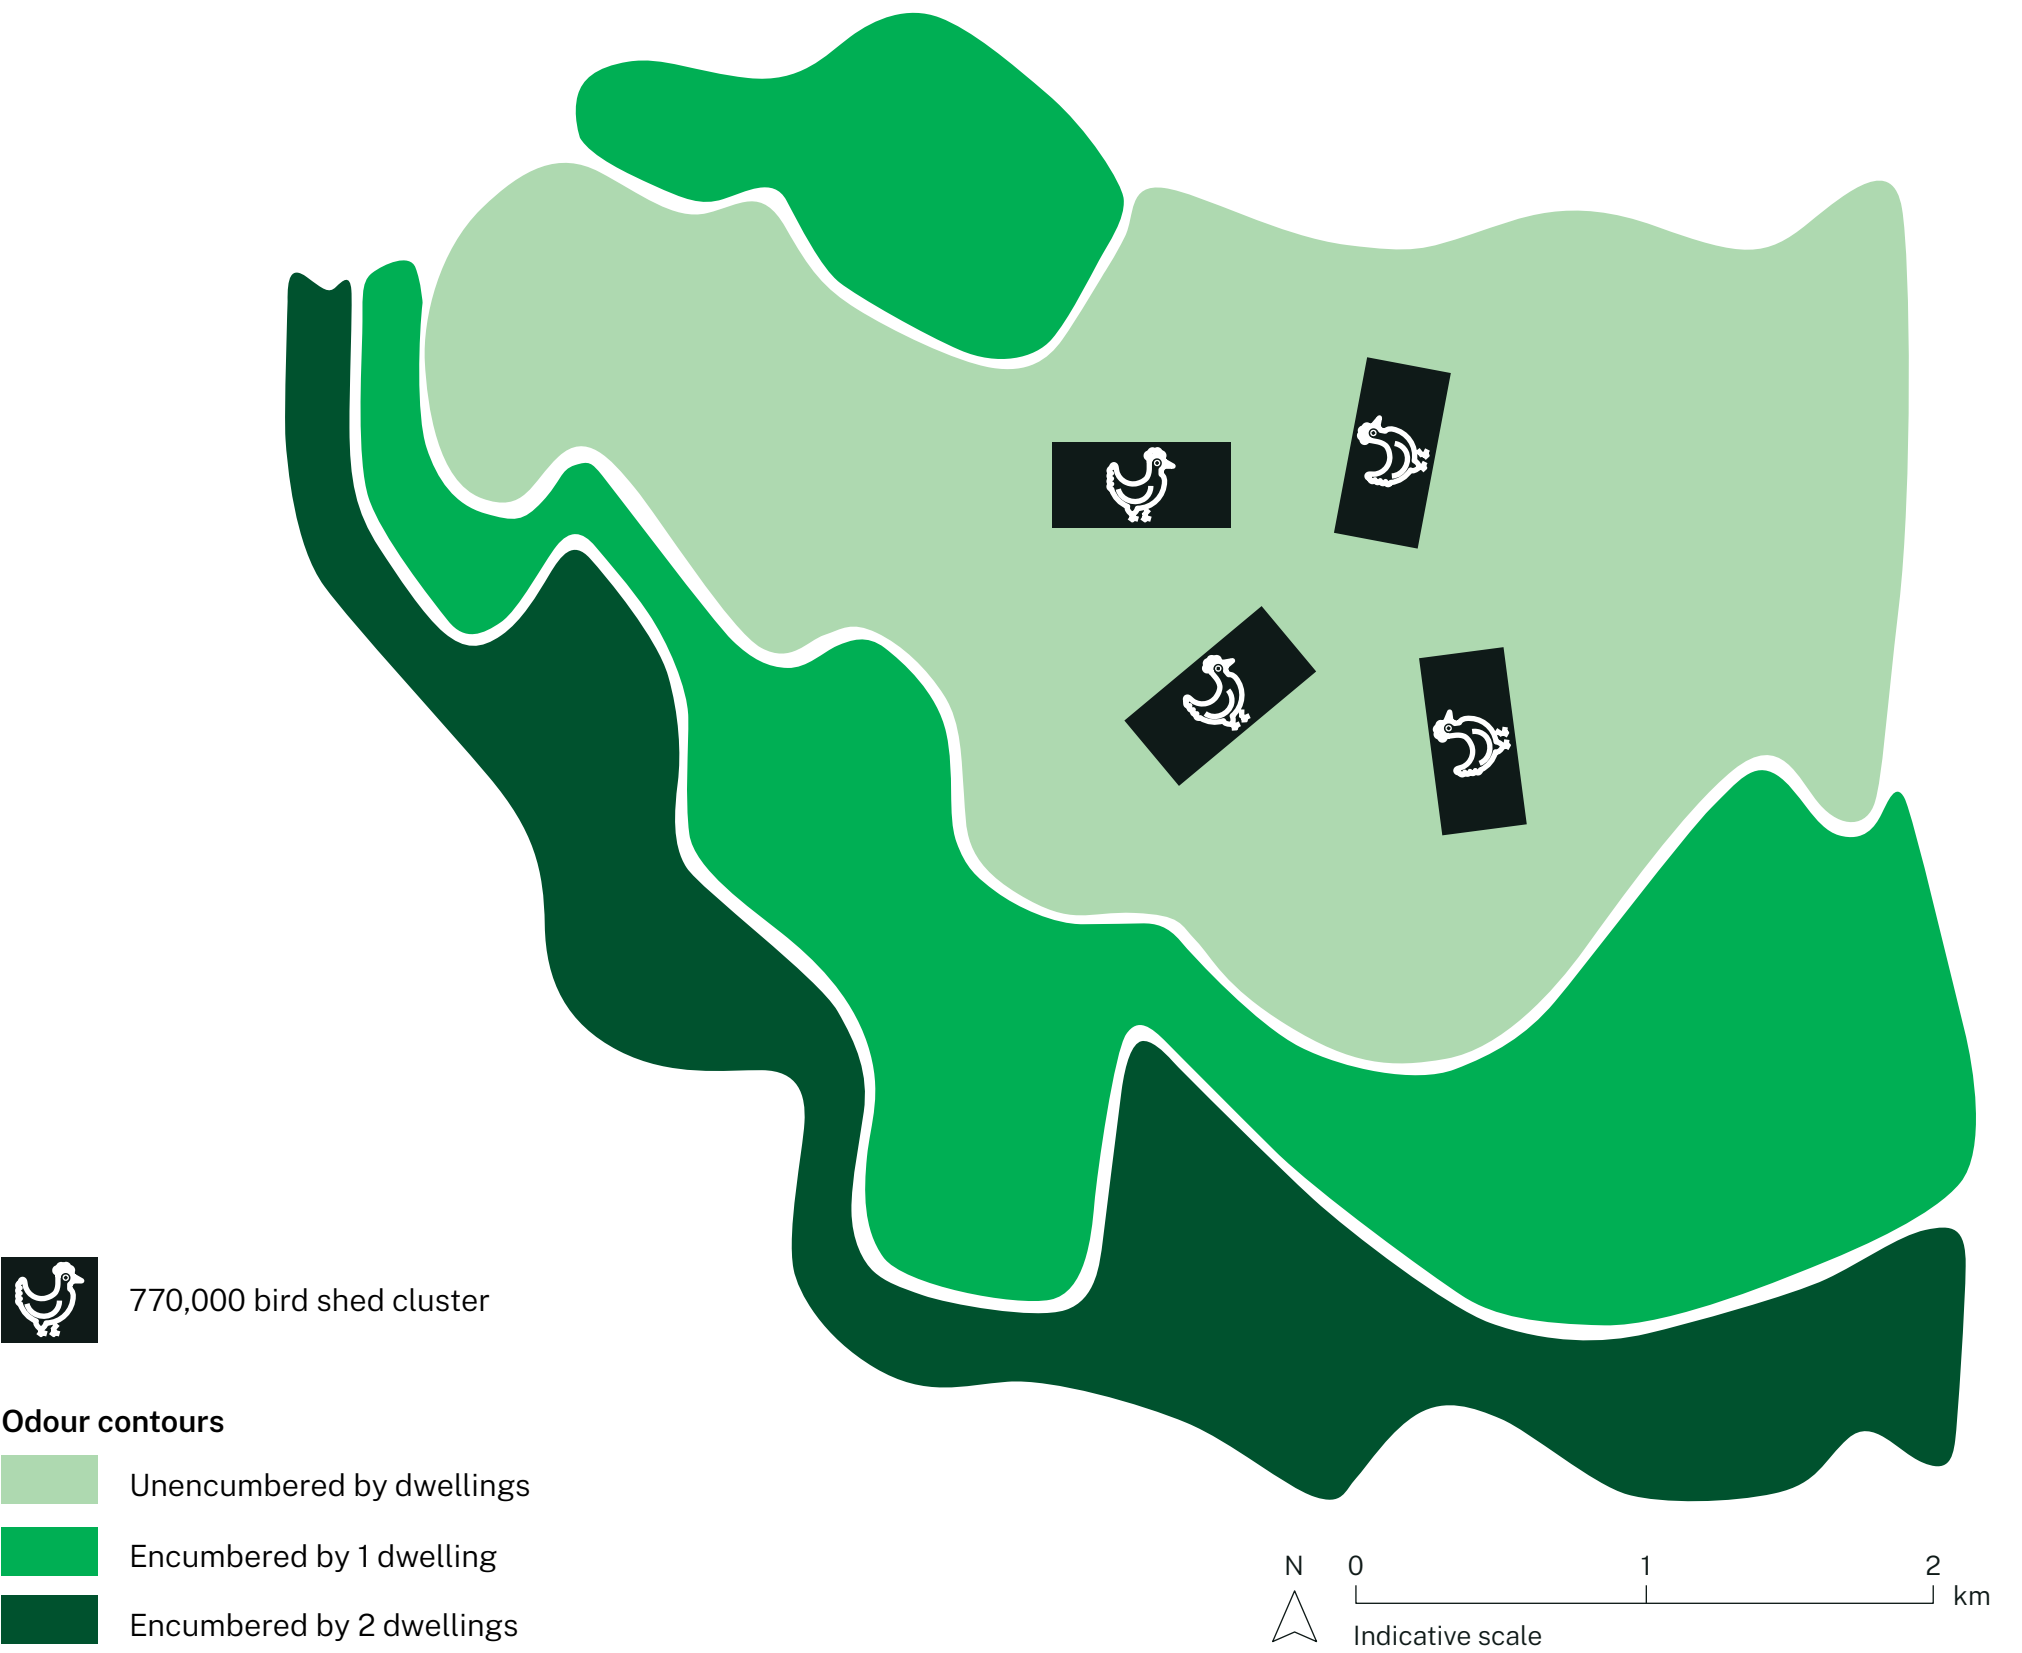 770,000 bird shed cluster
Odour contours
Unencumbered by dwellings
Encumbered by 1 dwelling
Encumbered by 2 dwellings
N 0 1 2
km
Indicative scale